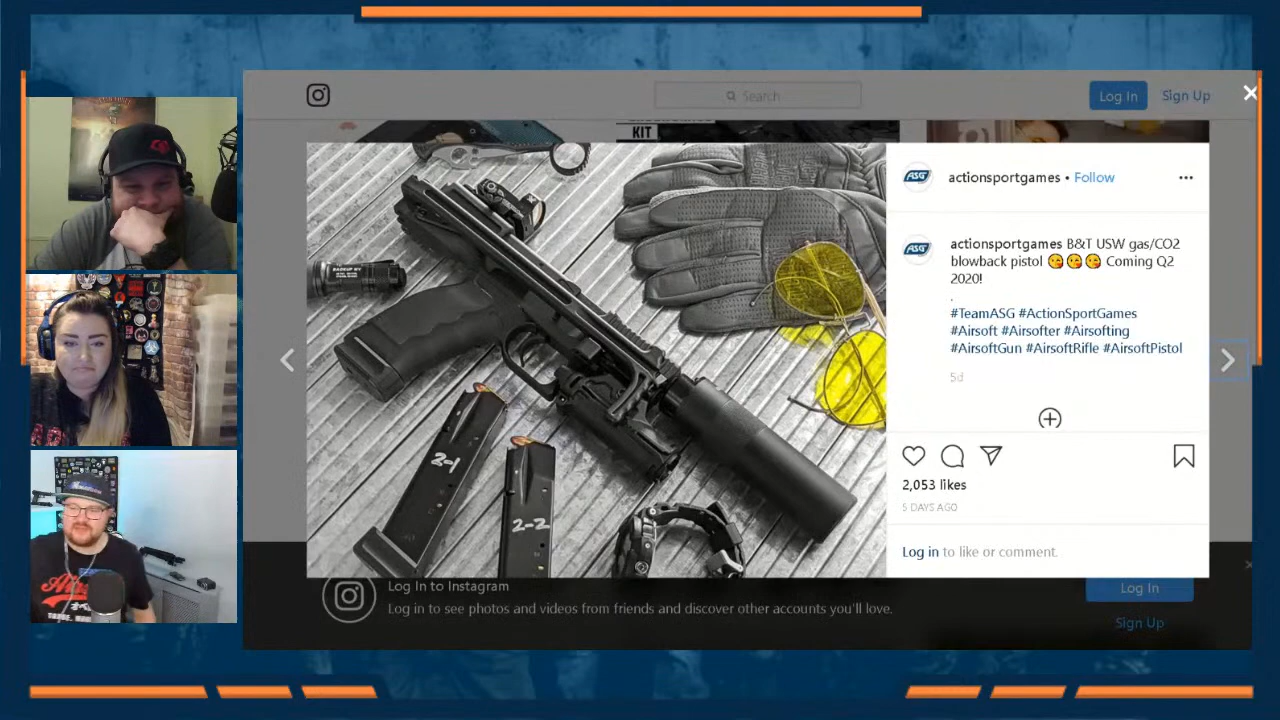 Search
Log In
Sign Up
KIT
actionsportgames • Follow
ASG
ASG
actionsportgames B&T USW gas/CO2
blowback pistol 😘😘😘 Coming Q2
2020!
.
#TeamASG #ActionSportGames
#Airsoft #Airsofter #Airsofting
#AirsoftGun #AirsoftRifle #AirsoftPistol
5d
2,053 likes
5 DAYS AGO
Log in to like or comment.
2-1
2-2
Log In to Instagram
Log in to see photos and videos from friends and discover other accounts you'll love.
Log In
Sign Up